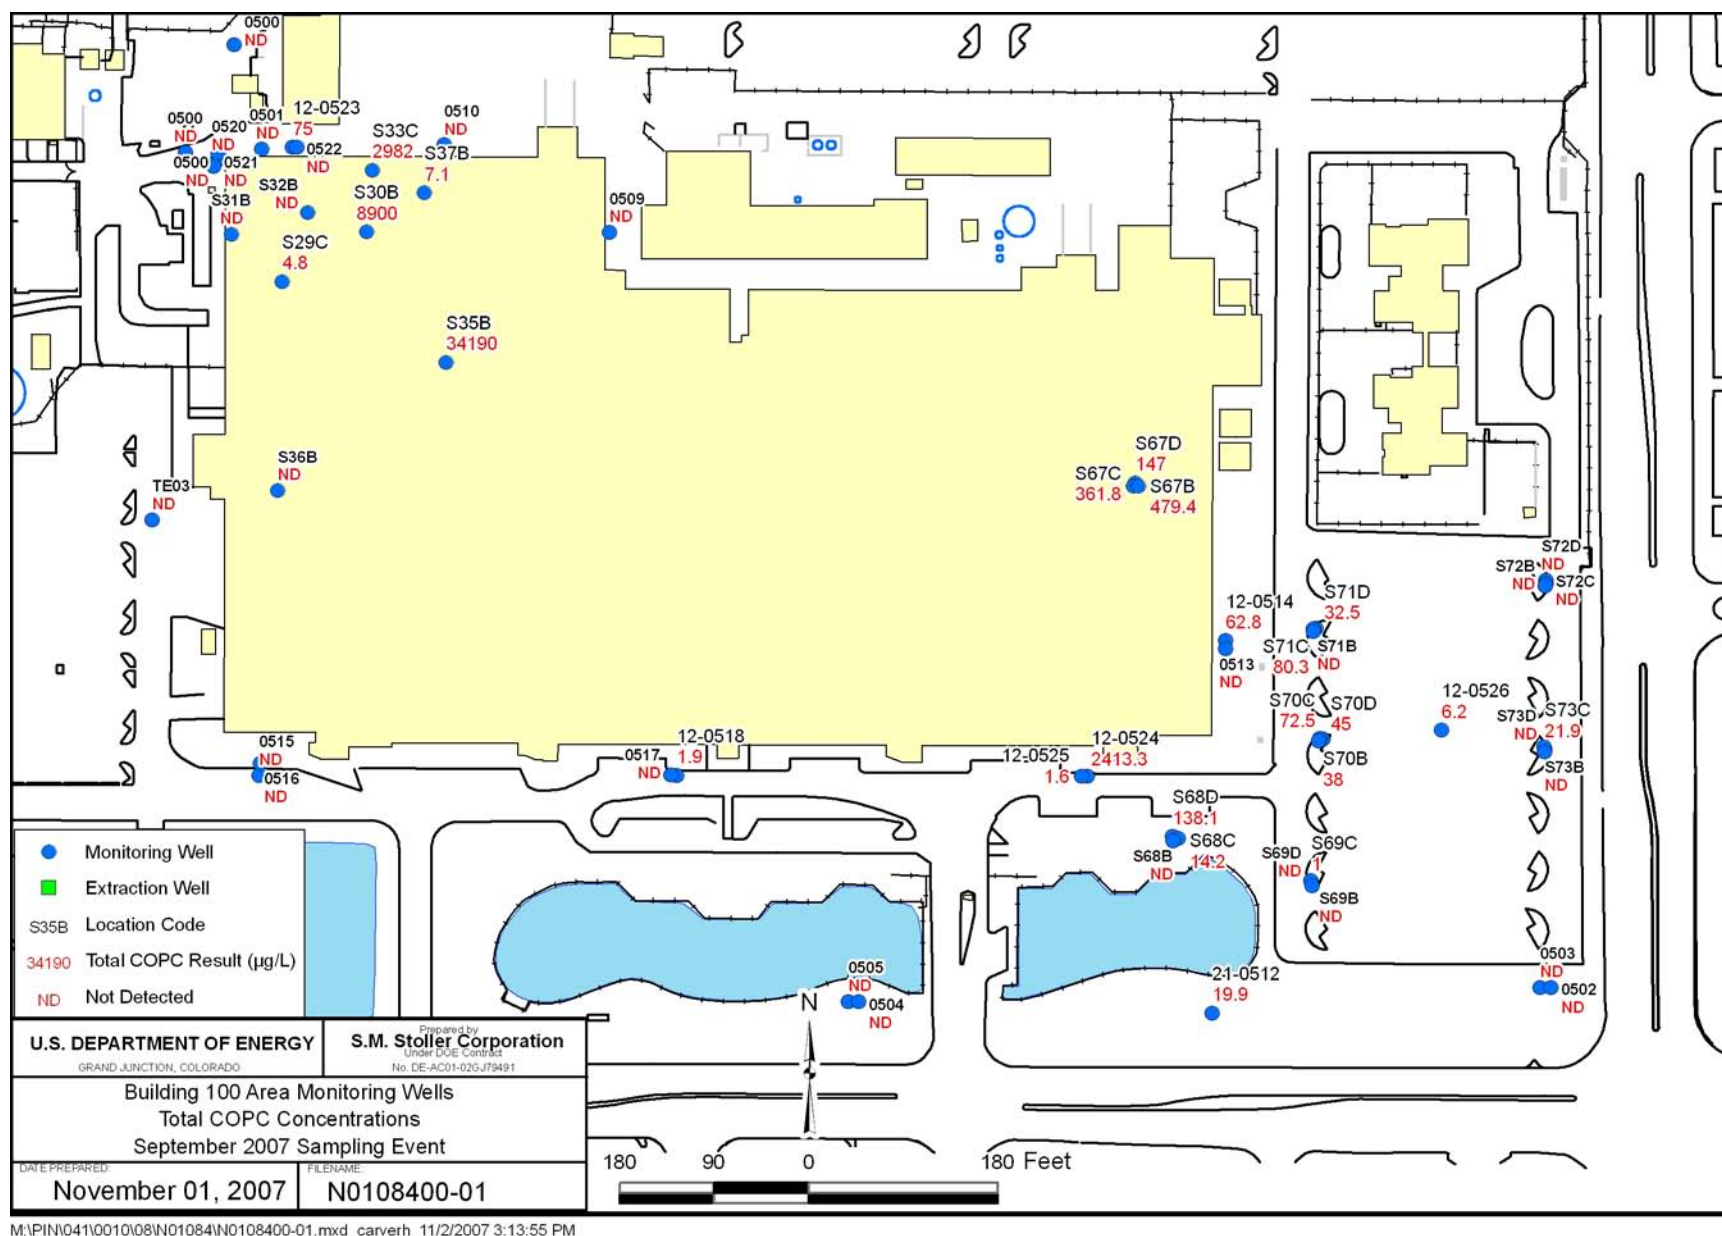 0500
ND
0500
ND
0520
ND
0501
ND
12-0523
75
0522
ND
0500
ND
0521
ND
S33C
2982
0510
ND
S37B
7.1
S32B
ND
S31B
ND
S30B
8900
S29C
4.8
0509
ND
S35B
34190
S36B
ND
TE03
ND
S67D
147
S67C
361.8
S67B
479.4
S72D
ND
S72B
ND
S72C
ND
12-0514
62.8
0513
ND
S71D
32.5
S71C
80.3
S71B
ND
S70C
72.5
S70D
45
S70B
38
12-0526
6.2
S73D
ND
S73C
21.9
S73B
ND
0515
ND
0516
ND
0517
ND
12-0518
1.9
12-0525
1.6
12-0524
2413.3
S68D
138.1
S68C
14.2
S68B
ND
S69D
ND
S69C
1
S69B
ND
0505
ND
0504
ND
21-0512
19.9
0503
ND
0502
ND
Monitoring Well
Extraction Well
S35B Location Code
34190 Total COPC Result (µg/L)
ND Not Detected
U.S. DEPARTMENT OF ENERGY
GRAND JUNCTION, COLORADO
Prepared by
S.M. Stoller Corporation
Under DOE Contract
No. DE-AC01-02GJ79491
Building 100 Area Monitoring Wells
Total COPC Concentrations
September 2007 Sampling Event
DATE PREPARED:
November 01, 2007
FILENAME:
N0108400-01
N
180 90 0 180 Feet
M:\PIN\041\0010\08\N01084\N0108400-01.mxd carverh 11/2/2007 3:13:55 PM